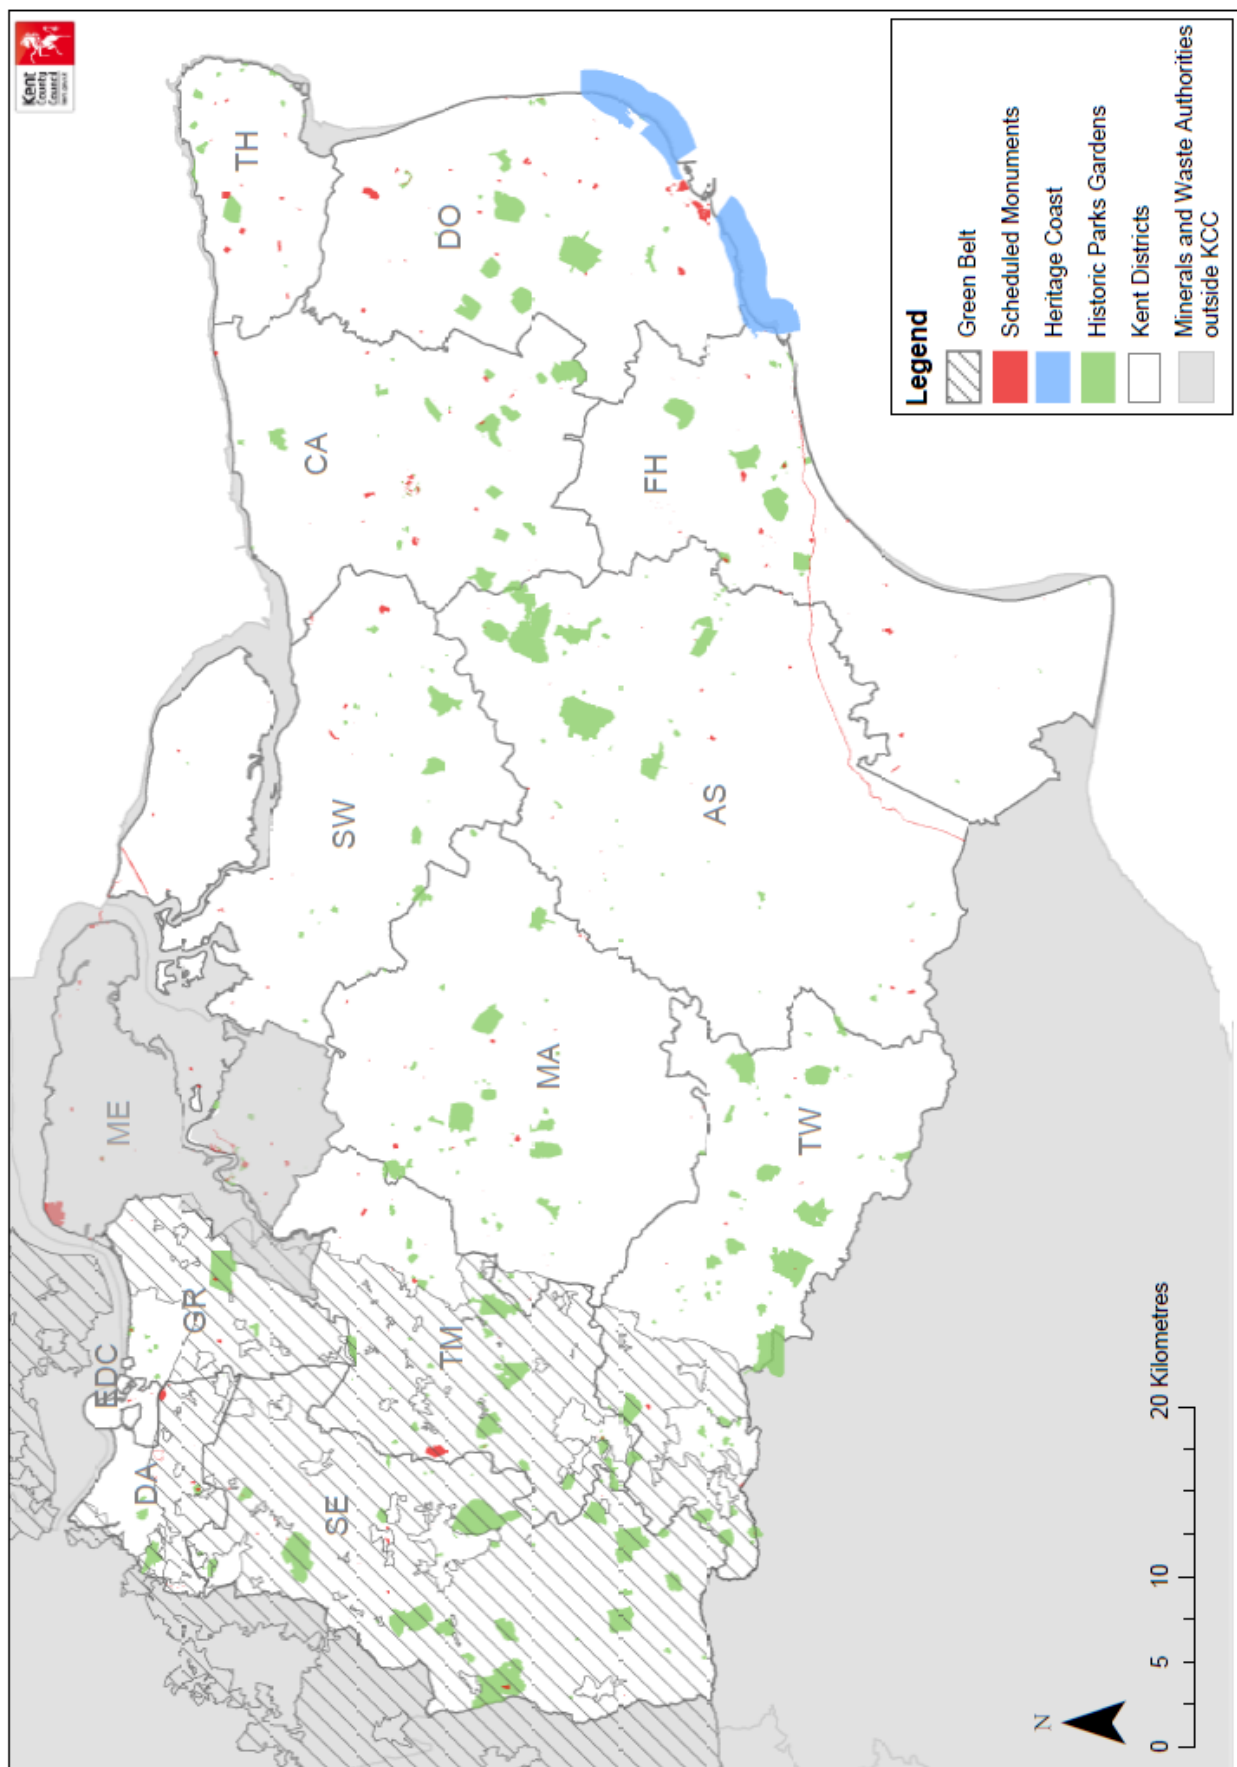 Kent
County
Council
TH
DO
CA
FH
SW
AS
ME
MA
TW
EDC
GR
DA
TM
SE
Legend
Green Belt
Scheduled Monuments
Heritage Coast
Historic Parks Gardens
Kent Districts
Minerals and Waste Authorities
outside KCC
N
0 5 10 20 Kilometres